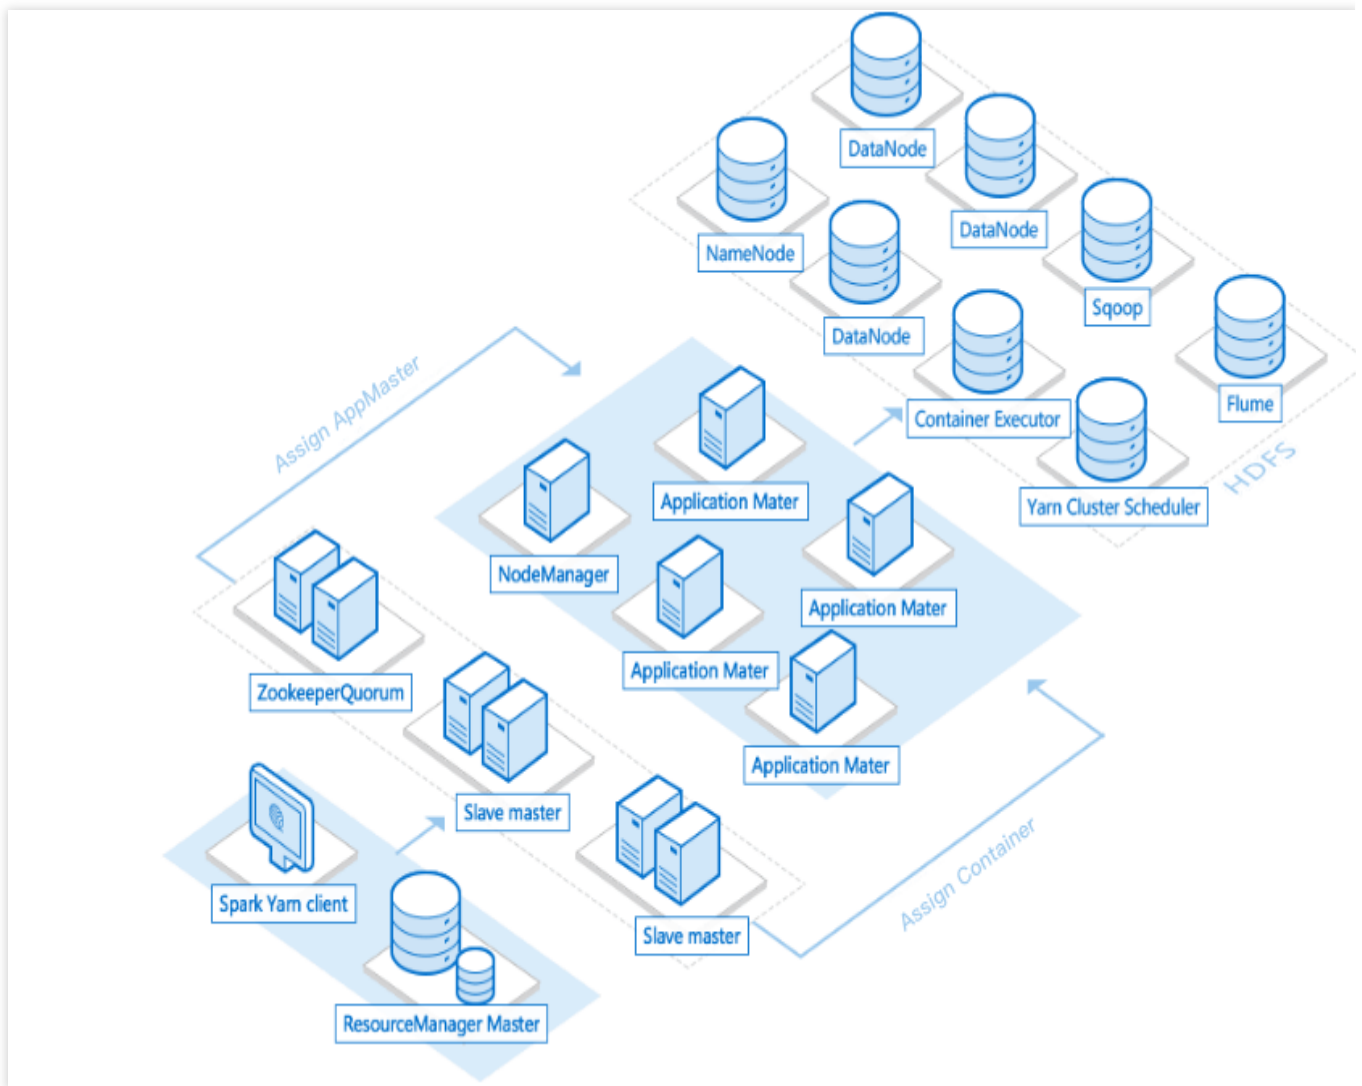 DataNode
DataNode
NameNode
Sqoop
DataNode
Flume
Container Executor
HDFS
Yarn Cluster Scheduler
Assign AppMaster
Application Mater
NodeManager
Application Mater
Application Mater
Application Mater
ZookeeperQuorum
Slave master
Slave master
Assign Container
Spark Yarn client
ResourceManager Master